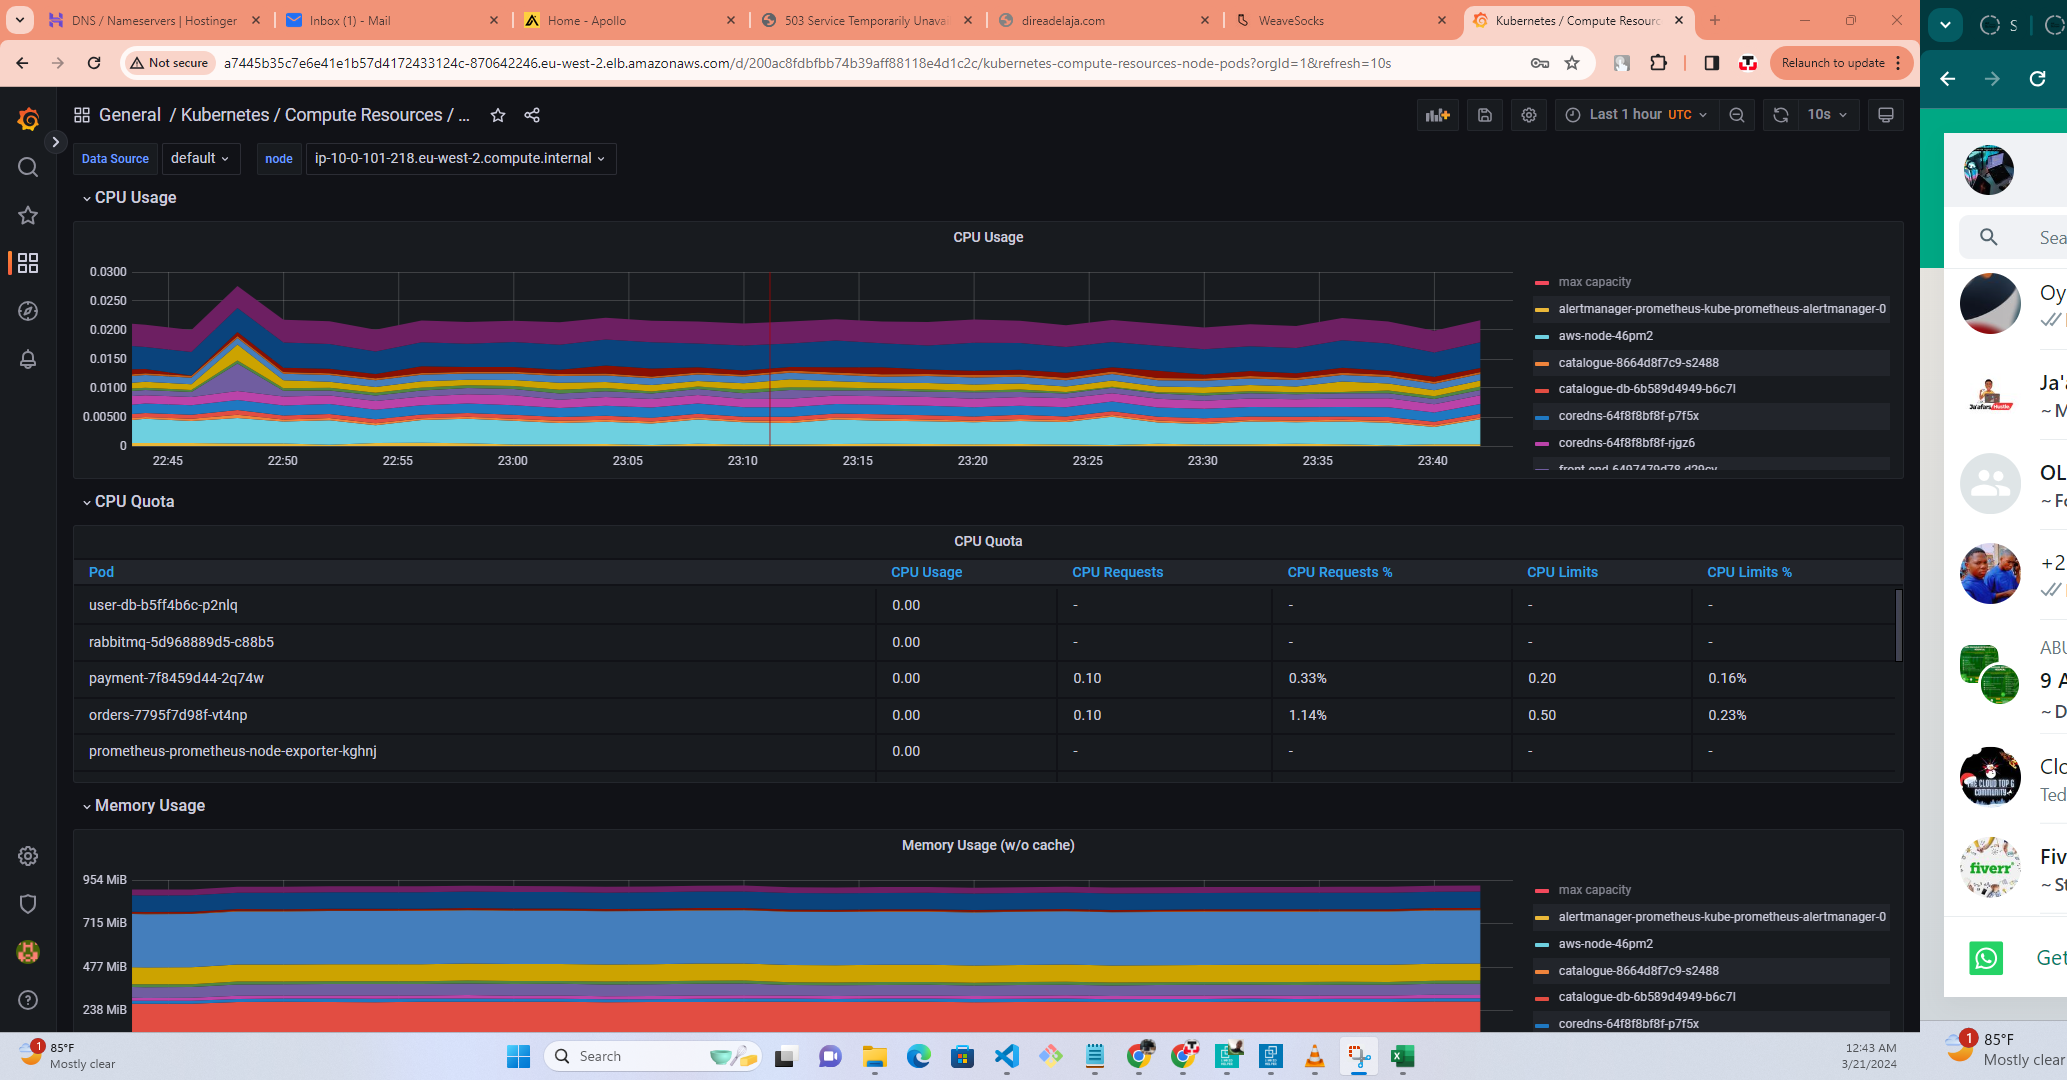 DNS / Nameservers | Hostinger
Inbox (1) - Mail
Home - Apollo
503 Service Temporarily Unavai
direadelaja.com
WeaveSocks
Kubernetes / Compute Resourc
S
Not secure
a7445b35c7e6e41e1b57d4172433124c-870642246.eu-west-2.elb.amazonaws.com/d/200ac8fdbfbb74b39aff88118e4d1c2c/kubernetes-compute-resources-node-pods?orgId=1&refresh=10s
Relaunch to update
General / Kubernetes / Compute Resources / ...
Last 1 hour UTC
10s
Data Source default node ip-10-0-101-218.eu-west-2.compute.internal
CPU Usage
CPU Usage
0.0300
0.0250
0.0200
0.0150
0.0100
0.00500
0
22:45 22:50 22:55 23:00 23:05 23:10 23:15 23:20 23:25 23:30 23:35 23:40
max capacity
alertmanager-prometheus-kube-prometheus-alertmanager-0
aws-node-46pm2
catalogue-8664d8f7c9-s2488
catalogue-db-6b589d4949-b6c7l
coredns-64f8f8bf8f-p7f5x
coredns-64f8f8bf8f-rjgz6
front-end-6497479d78-d29cv
CPU Quota
CPU Quota
Pod CPU Usage CPU Requests CPU Requests % CPU Limits CPU Limits %
user-db-b5ff4b6c-p2nlq 0.00 - - - -
rabbitmq-5d968889d5-c88b5 0.00 - - - -
payment-7f8459d44-2q74w 0.00 0.10 0.33% 0.20 0.16%
orders-7795f7d98f-vt4np 0.00 0.10 1.14% 0.50 0.23%
prometheus-prometheus-node-exporter-kghnj 0.00 - - - -
Memory Usage
Memory Usage (w/o cache)
954 MiB
715 MiB
477 MiB
238 MiB
max capacity
alertmanager-prometheus-kube-prometheus-alertmanager-0
aws-node-46pm2
catalogue-8664d8f7c9-s2488
catalogue-db-6b589d4949-b6c7l
coredns-64f8f8bf8f-p7f5x
Sea
Oy
Ja'a
~ M
OL
~ Fo
+2
ABU
9 A
~ D
Clo
Ted
THE CLOUD TOP G
COMMUNITY
Fiv
~ St
fiverr
Get
1
85°F
Mostly clear
Search
12:43 AM
3/21/2024
1
85°F
Mostly clear